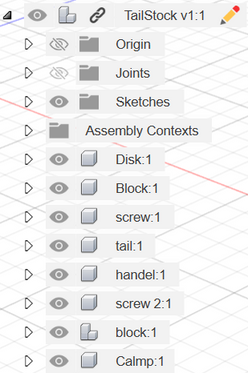 TailStock v1:1
Origin
Joints
Sketches
Assembly Contexts
Disk:1
Block:1
screw:1
tail:1
handel:1
screw 2:1
block:1
Calmp:1